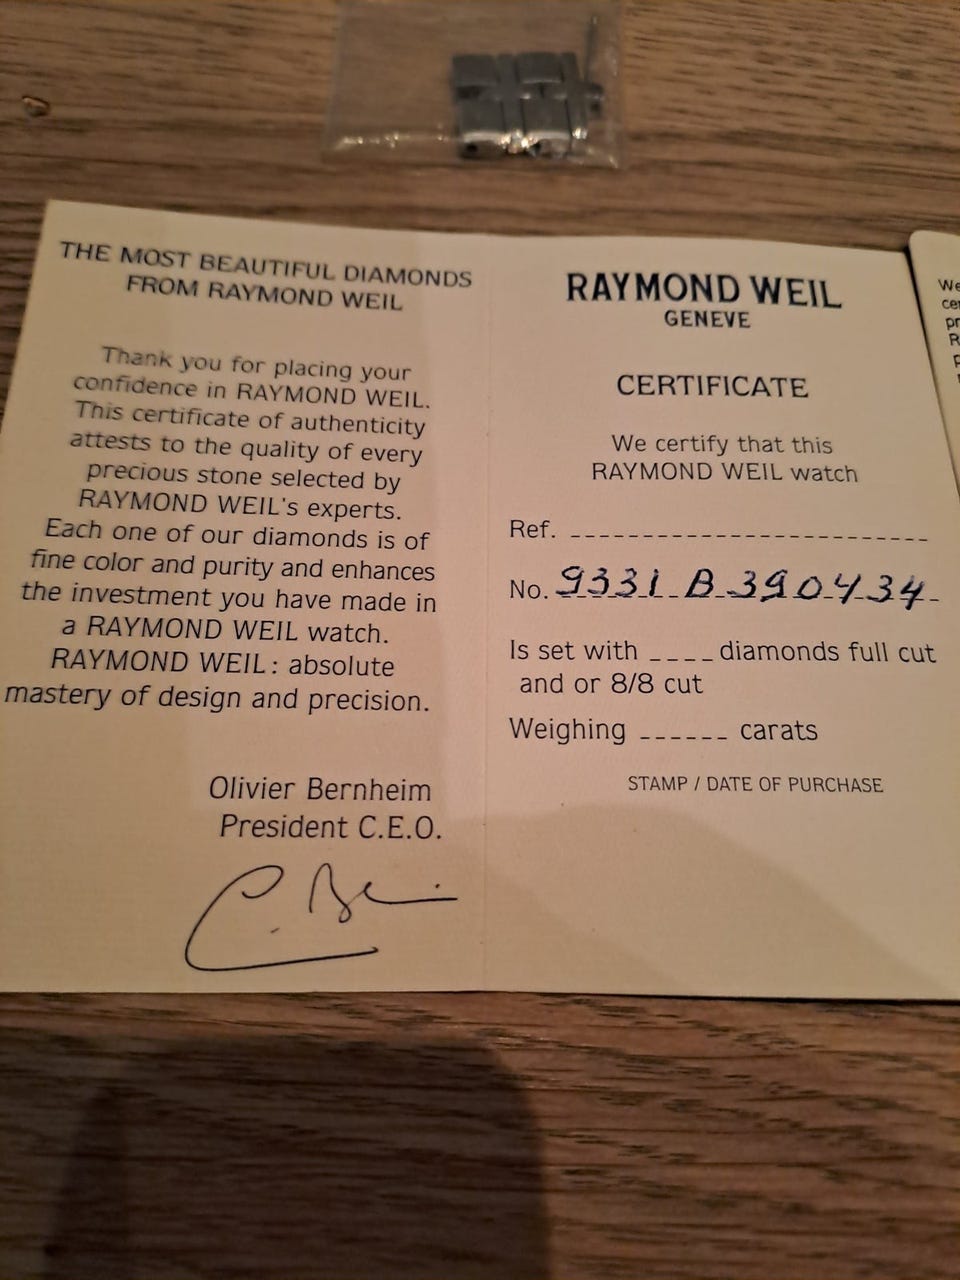 THE MOST BEAUTIFUL DIAMONDS
FROM RAYMOND WEIL
Thank you for placing your
confidence in RAYMOND WEIL.
This certificate of authenticity
attests to the quality of every
precious stone selected by
RAYMOND WEIL's experts.
Each one of our diamonds is of
fine color and purity and enhances
the investment you have made in
a RAYMOND WEIL watch.
RAYMOND WEIL: absolute
mastery of design and precision.
Olivier Bernheim
President C.E.O.
RAYMOND WEIL
GENEVE
CERTIFICATE
We certify that this
RAYMOND WEIL watch
Ref. _________________________
No. 9331 B 390434
Is set with ____ diamonds full cut
and or 8/8 cut
Weighing ______ carats
STAMP / DATE OF PURCHASE
We